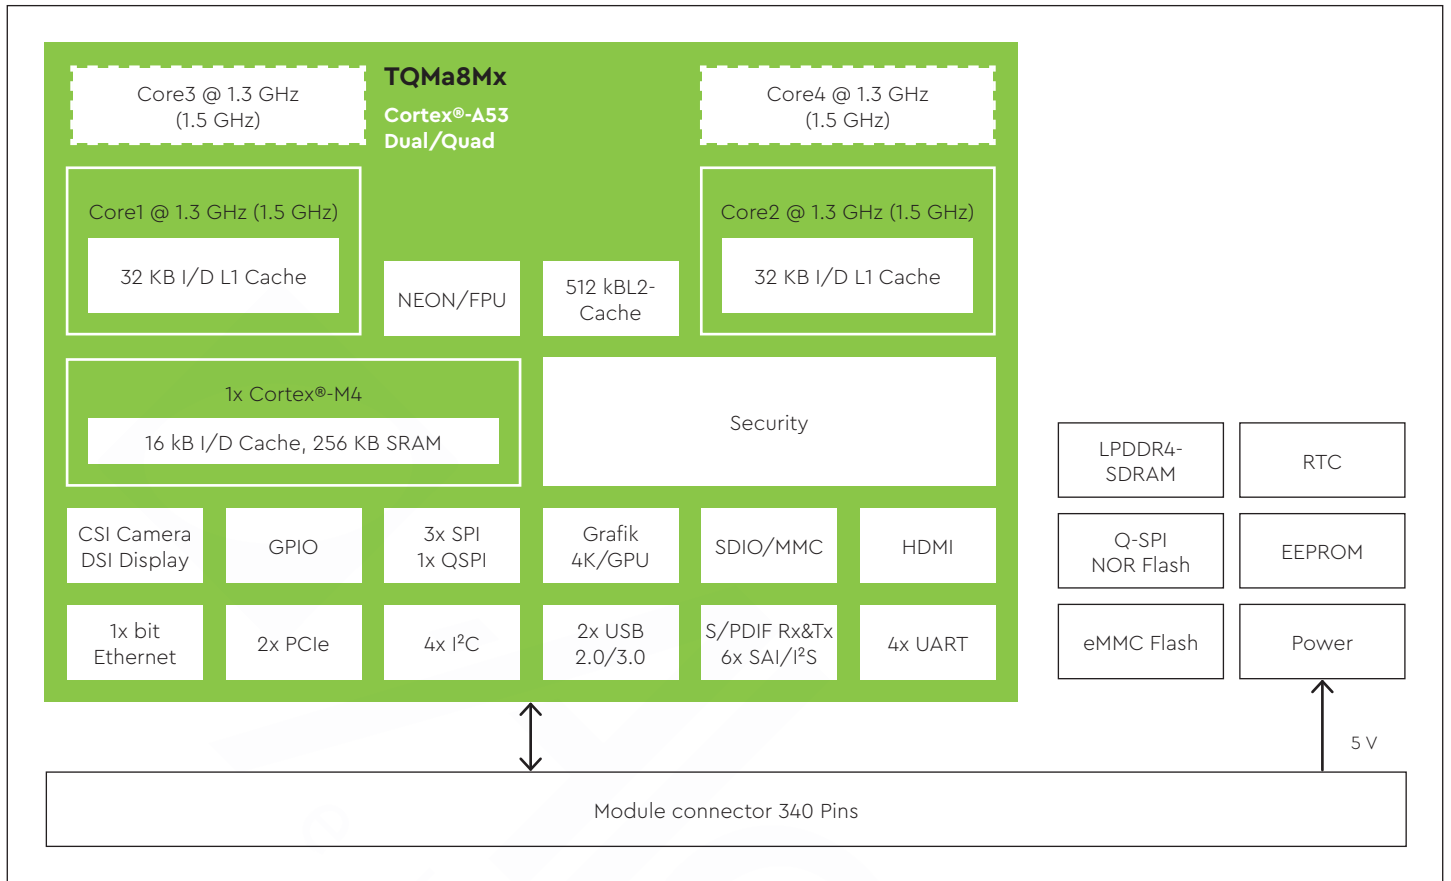 TQMa8Mx
Cortex®-A53
Dual/Quad
Core3 @ 1.3 GHz
(1.5 GHz)
Core4 @ 1.3 GHz
(1.5 GHz)
Core1 @ 1.3 GHz (1.5 GHz)
32 KB I/D L1 Cache
NEON/FPU
512 kBL2-
Cache
Core2 @ 1.3 GHz (1.5 GHz)
32 KB I/D L1 Cache
1x Cortex®-M4
16 kB I/D Cache, 256 KB SRAM
Security
CSI Camera
DSI Display
GPIO
3x SPI
1x QSPI
Grafik
4K/GPU
SDIO/MMC
HDMI
1x bit
Ethernet
2x PCIe
4x I²C
2x USB
2.0/3.0
S/PDIF Rx&Tx
6x SAI/I²S
4x UART
LPDDR4-
SDRAM
RTC
Q-SPI
NOR Flash
EEPROM
eMMC Flash
Power
5 V
Module connector 340 Pins